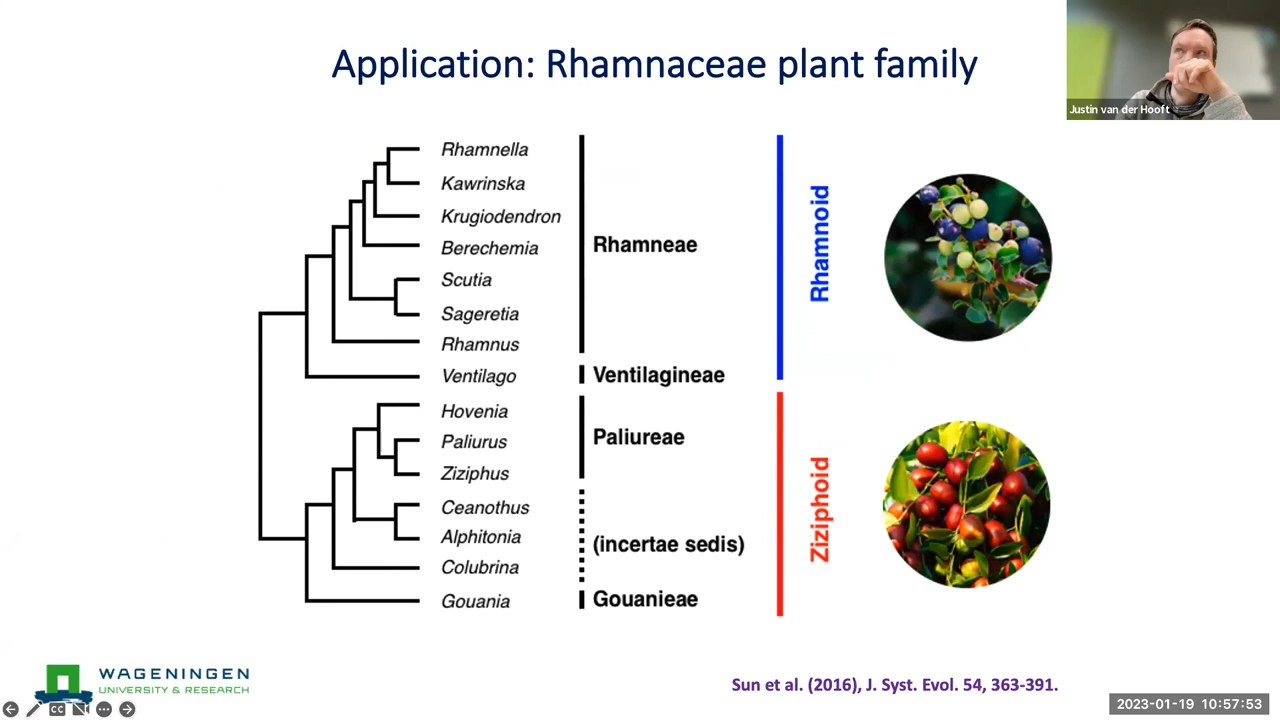 Application: Rhamnaceae plant family
Justin van der Hooft
Rhamnella
Kawrinska
Krugiodendron
Berechemia
Scutia
Sageretia
Rhamnus
Ventilago
Hovenia
Paliurus
Ziziphus
Ceanothus
Alphitonia
Colubrina
Gouania
Rhamneae
Ventilagineae
Paliureae
(incertae sedis)
Gouanieae
Rhamnoid
Ziziphoid
WAGENINGEN
UNIVERSITY & RESEARCH
Sun et al. (2016), J. Syst. Evol. 54, 363-391.
CC
2023-01-19 10:57:53